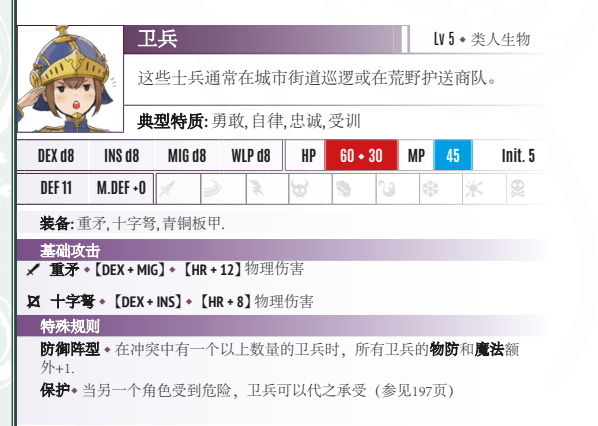 卫兵
Lv 5 ◆ 类人生物
这些士兵通常在城市街道巡逻或在荒野护送商队。
典型特质: 勇敢, 自律, 忠诚, 受训
DEX d8 INS d8 MIG d8 WLP d8 HP 60 ◆ 30 MP 45 Init. 5
DEF 11 M.DEF +0
装备: 重矛, 十字弩, 青铜板甲.
基础攻击
重矛 ◆【DEX + MIG】◆【HR + 12】物理伤害
十字弩 ◆【DEX + INS】◆【HR + 8】物理伤害
特殊规则
防御阵型 ◆ 在冲突中有一个以上数量的卫兵时，所有卫兵的物防和魔法额
外+1.
保护◆ 当另一个角色受到危险，卫兵可以代之承受（参见197页）